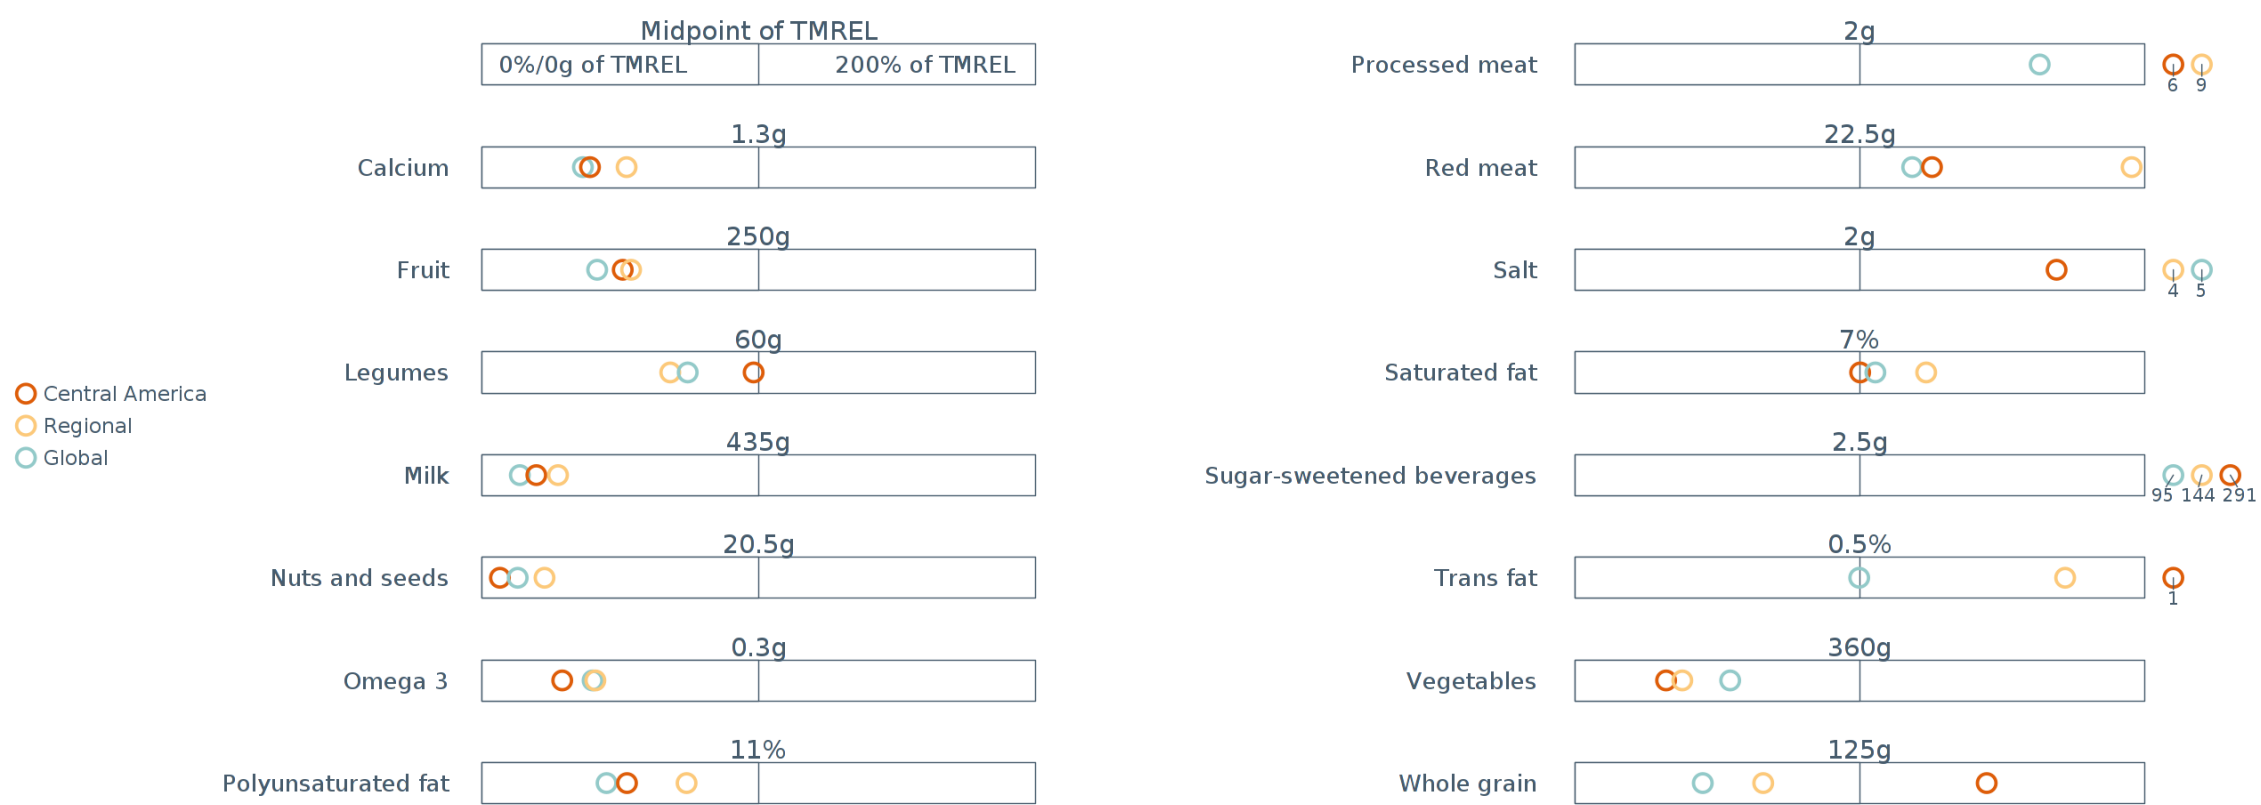 Midpoint of TMREL
0%/0g of TMREL 200% of TMREL
1.3g
Calcium
250g
Fruit
60g
Legumes
435g
Milk
20.5g
Nuts and seeds
0.3g
Omega 3
11%
Polyunsaturated fat
Central America
Regional
Global
2g
Processed meat
6 9
22.5g
Red meat
2g
Salt
4 5
7%
Saturated fat
2.5g
Sugar-sweetened beverages
95 144 291
0.5%
Trans fat
1
360g
Vegetables
125g
Whole grain